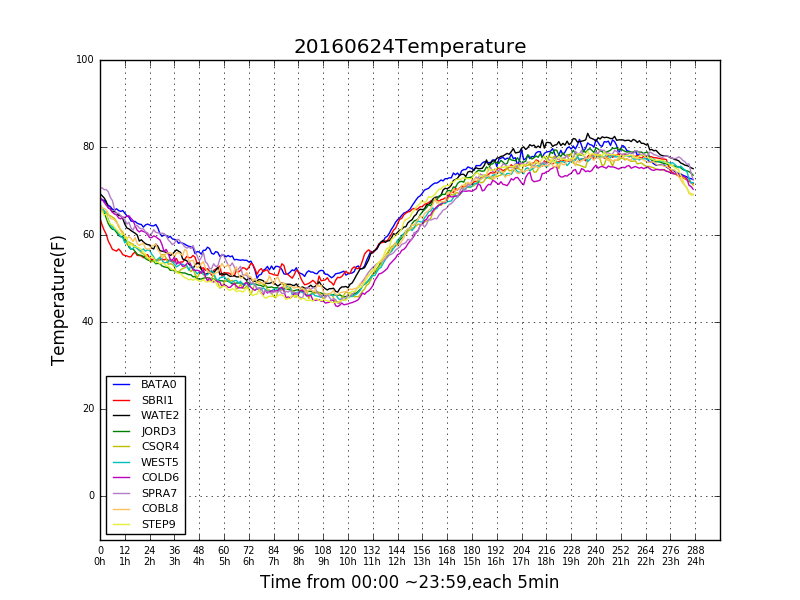 20160624Temperature
100
80
60
40
20
0
Temperature(F)
BATA0
SBRI1
WATE2
JORD3
CSQR4
WEST5
COLD6
SPRA7
COBL8
STEP9
0 12 24 36 48 60 72 84 96 108 120 132 144 156 168 180 192 204 216 228 240 252 264 276 288
0h 1h 2h 3h 4h 5h 6h 7h 8h 9h 10h 11h 12h 13h 14h 15h 16h 17h 18h 19h 20h 21h 22h 23h 24h
Time from 00:00 ~23:59,each 5min